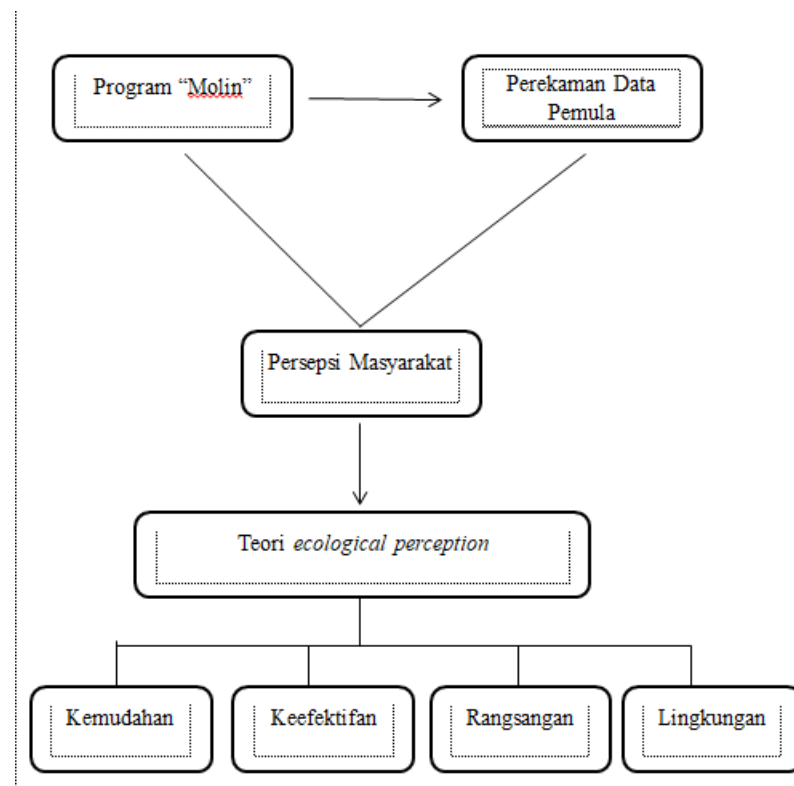 Program “Molin”
Perekaman Data
Pemula
Persepsi Masyarakat
Teori ecological perception
Kemudahan
Keefektifan
Rangsangan
Lingkungan